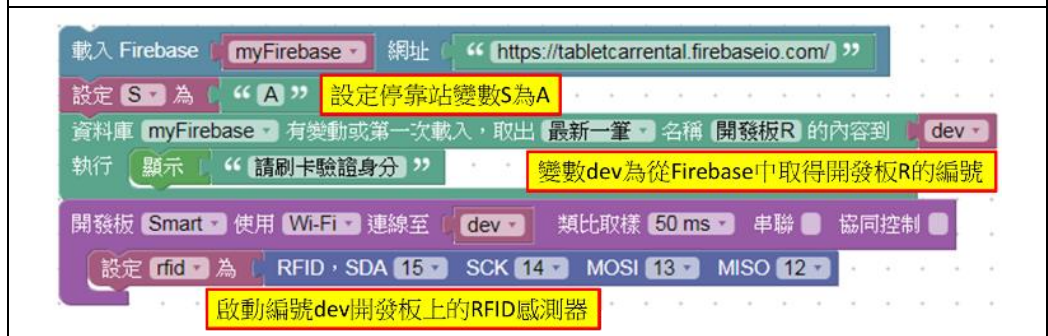 載入 Firebase myFirebase 網址 “ https://tabletcarrental.firebaseio.com/ ”
設定 S 為 “ A ” 設定停靠站變數S為A
資料庫 myFirebase 有變動或第一次載入，取出 最新一筆 名稱 開發板R 的內容到 dev
執行 顯示 “ 請刷卡驗證身分 ” 變數dev為從Firebase中取得開發板R的編號
開發板 Smart 使用 Wi-Fi 連線至 dev 類比取樣 50 ms 串聯 協同控制
設定 rfid 為 RFID，SDA 15 SCK 14 MOSI 13 MISO 12
啟動編號dev開發板上的RFID感測器